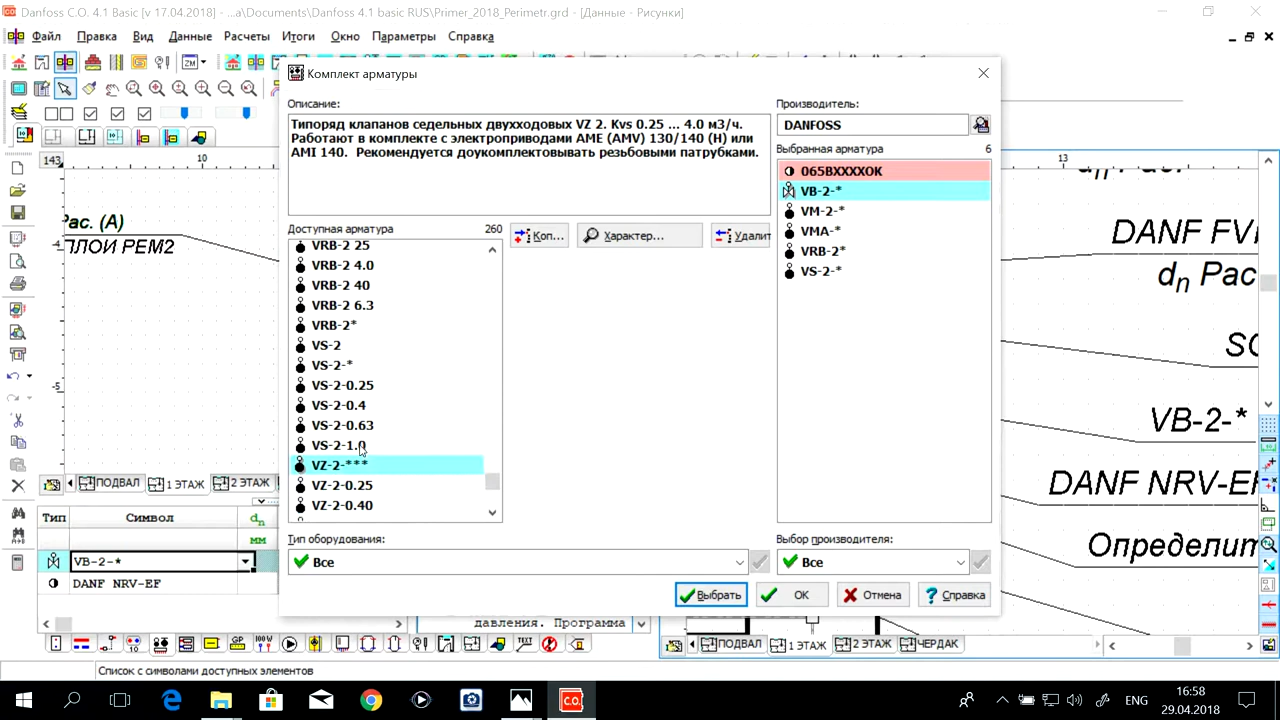 Danfoss C.O. 4.1 Basic [v 17.04.2018] - ...a\Documents\Danfoss 4.1 basic RUS\Primer_2018_Perimetr.grd - [Данные - Рисунки]
Файл Правка Вид Данные Расчеты Итоги Окно Параметры Справка
Комплект арматуры
Описание:
Типоряд клапанов седельных двухходовых VZ 2. Kvs 0.25 ... 4.0 м3/ч.
Работают в комплекте с электроприводами AME (AMV) 130/140 (H) или
AMI 140. Рекомендуется доукомплектовывать резьбовыми патрубками.
Производитель:
DANFOSS
Выбранная арматура 6
065BXXXXOK
VB-2-*
VM-2-*
VMA-*
VRB-2*
VS-2-*
Доступная арматура 260
Коп...
Характер...
Удалит
VRB-2 25
VRB-2 4.0
VRB-2 40
VRB-2 6.3
VRB-2*
VS-2
VS-2-*
VS-2-0.25
VS-2-0.4
VS-2-0.63
VS-2-1.0
VZ-2-***
VZ-2-0.25
VZ-2-0.40
Тип оборудования:
Все
Выбор производителя:
Все
Выбрать
OK
Отмена
Справка
143
10
13
-4
-5
Рас. (A)
ПЛОИ РЕМ2
DANF FV
dn Рас
VB-2-*
DANF NRV-EF
Определит
ПОДВАЛ 1 ЭТАЖ 2 ЭТАЖ
Тип Символ dn
мм
VB-2-*
DANF NRV-EF
давления. Программа
ПОДВАЛ 1 ЭТАЖ 2 ЭТАЖ ЧЕРДАК
Список с символами доступных элементов
ENG
16:58
29.04.2018